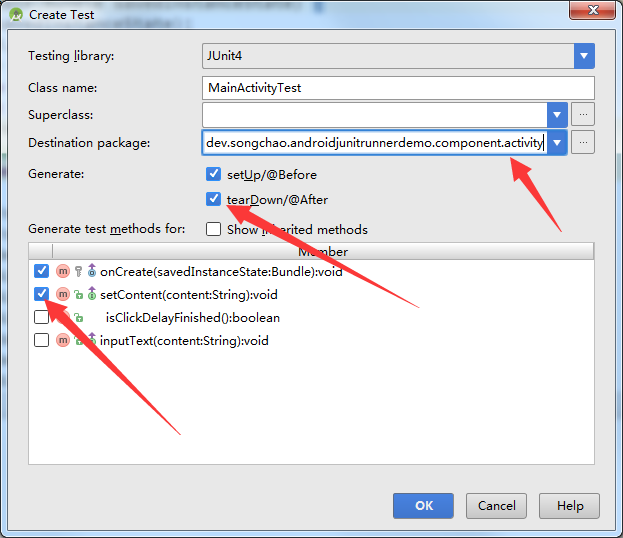 Create Test
Testing library: JUnit4
Class name: MainActivityTest
Superclass:
Destination package: dev.songchao.androidjunitrunnerdemo.component.activity
Generate: setUp/@Before
tearDown/@After
Generate test methods for: Show inherited methods
Member
m onCreate(savedInstanceState:Bundle):void
m setContent(content:String):void
m isClickDelayFinished():boolean
m inputText(content:String):void
OK Cancel Help